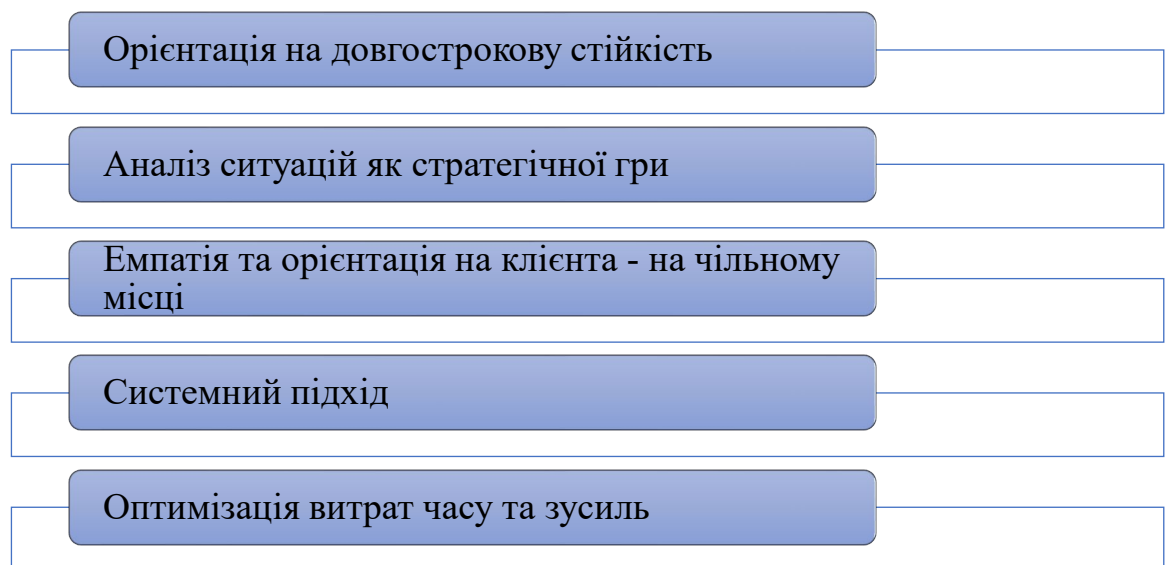 Орієнтація на довгострокову стійкість
Аналіз ситуацій як стратегічної гри
Емпатія та орієнтація на клієнта - на чільному
місці
Системний підхід
Оптимізація витрат часу та зусиль